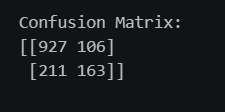 Confusion Matrix:
[[927 106]
 [211 163]]